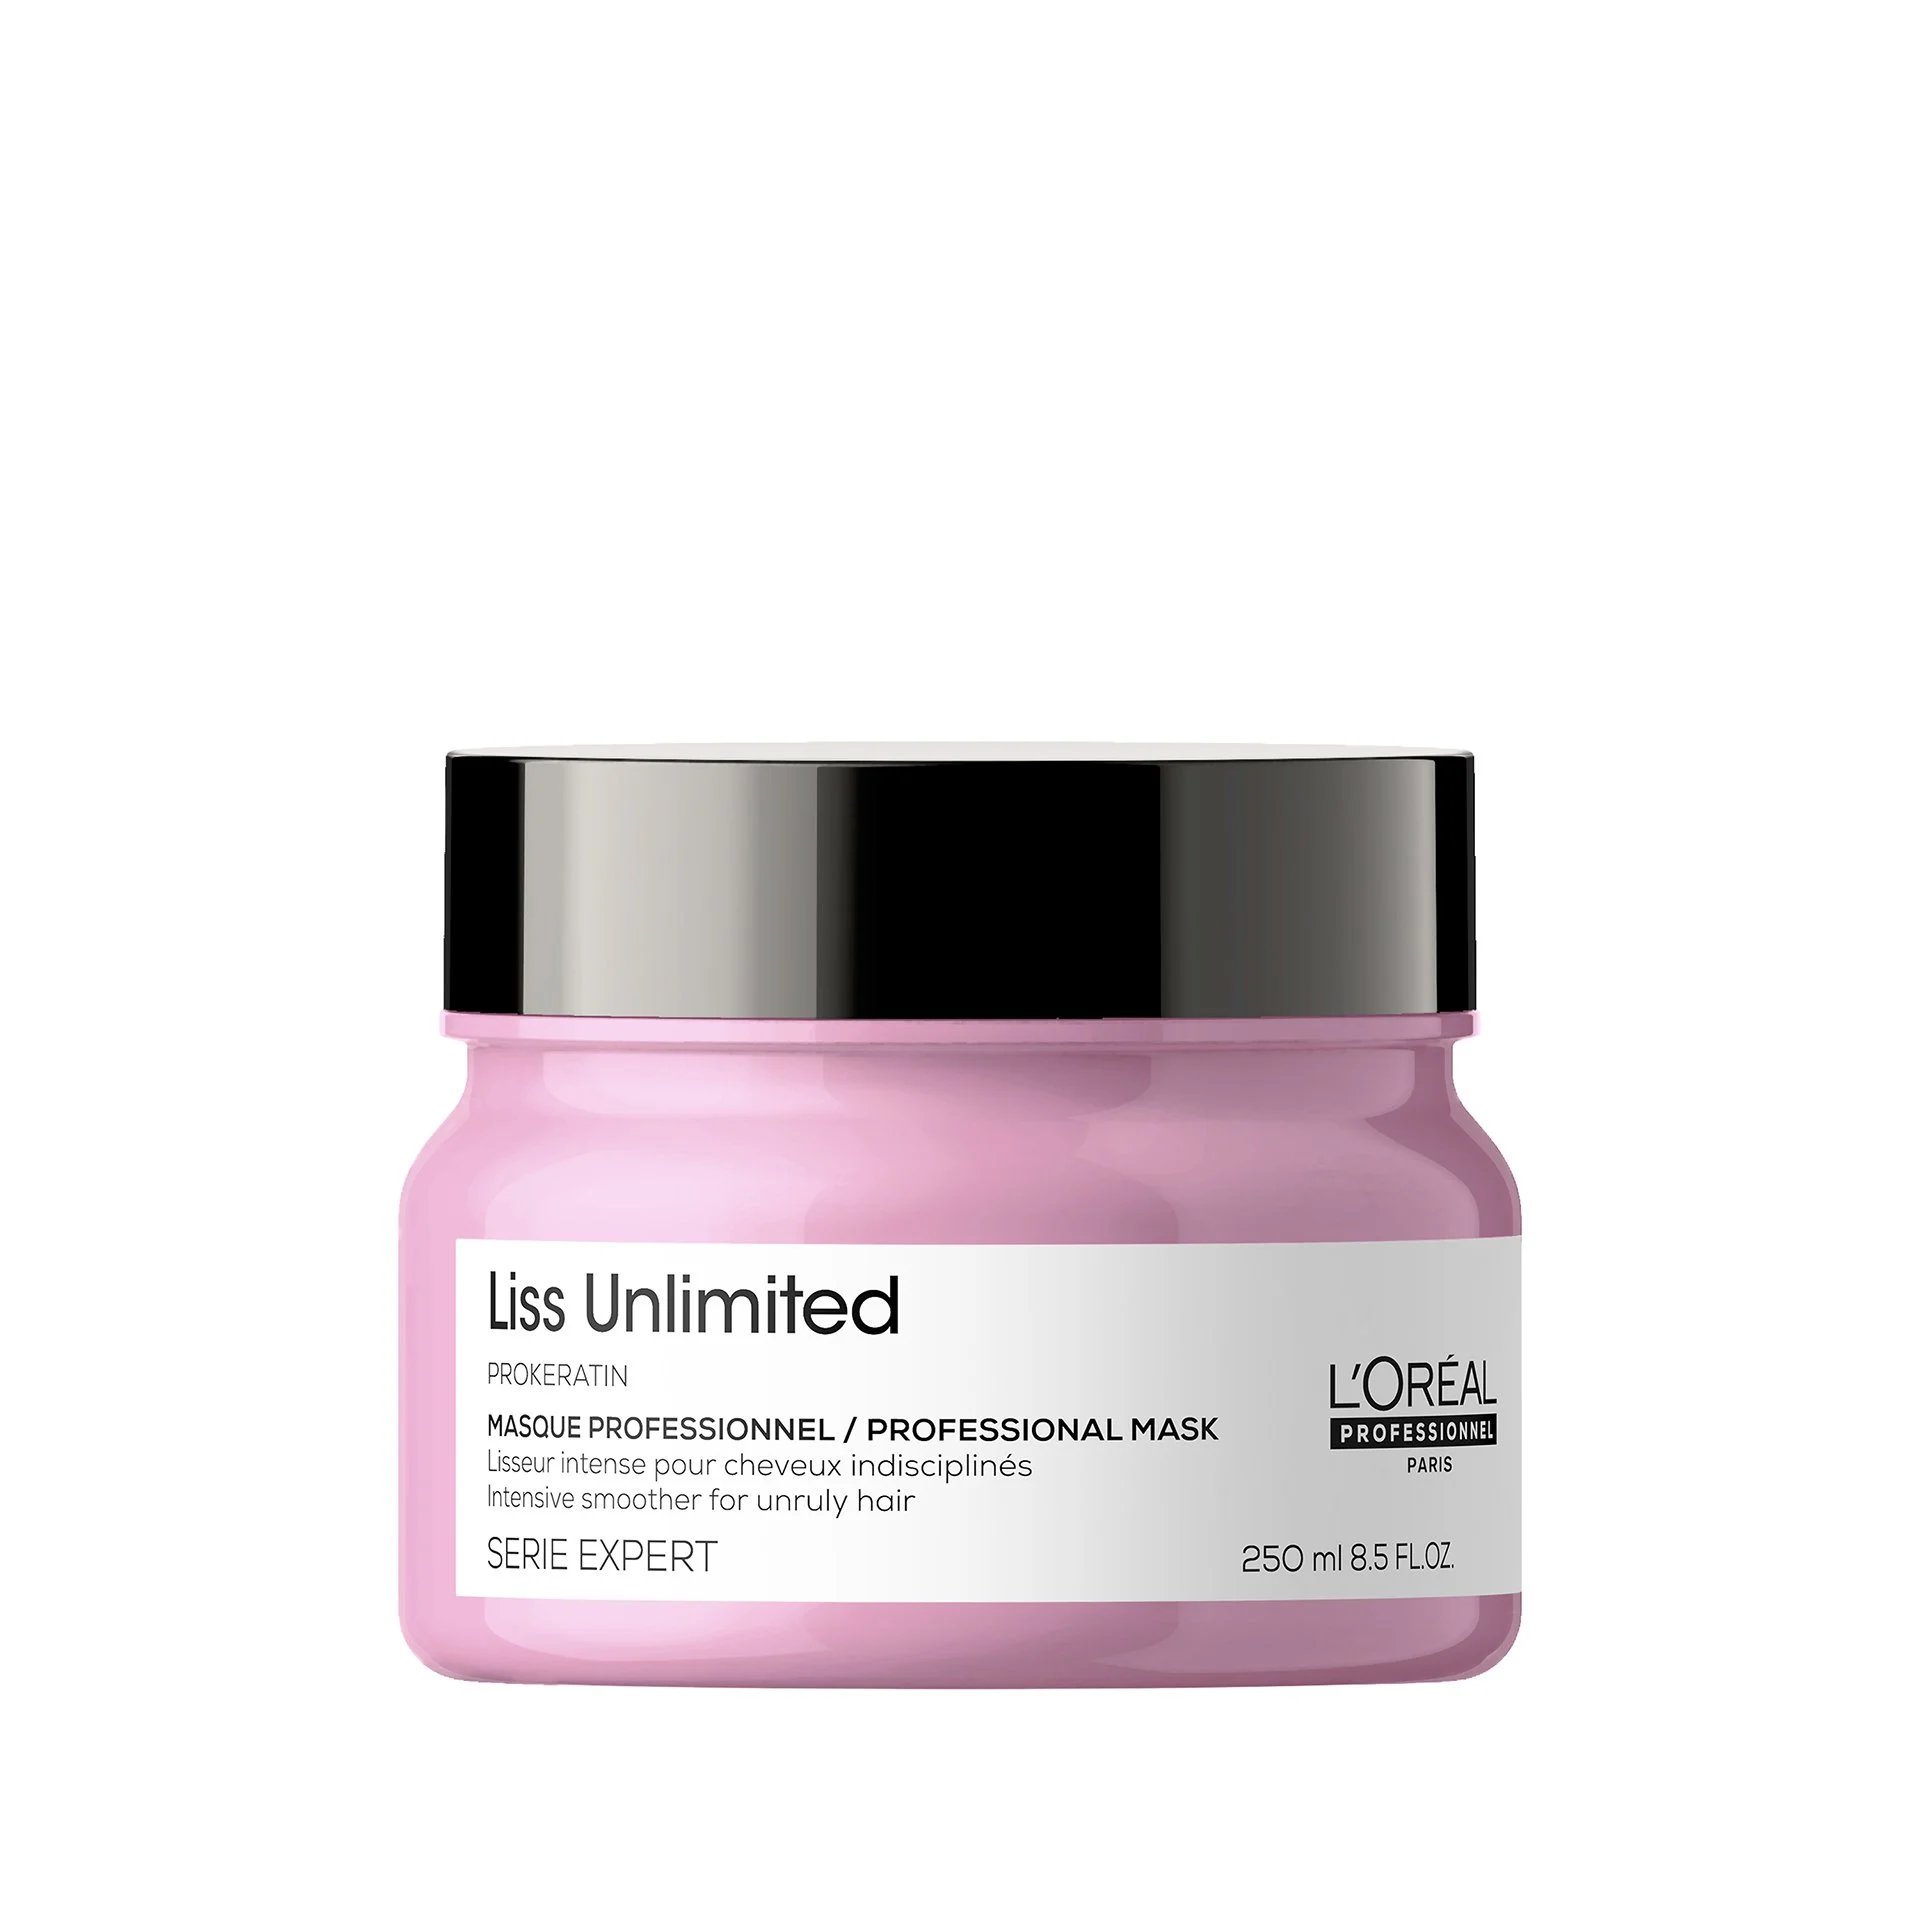 Liss Unlimited
PROKERATIN
MASQUE PROFESSIONNEL / PROFESSIONAL MASK
Lisseur intense pour cheveux indisciplinés
Intensive smoother for unruly hair
SERIE EXPERT
L'ORÉAL
PROFESSIONNEL
PARIS
250 ml 8.5 FL.OZ.